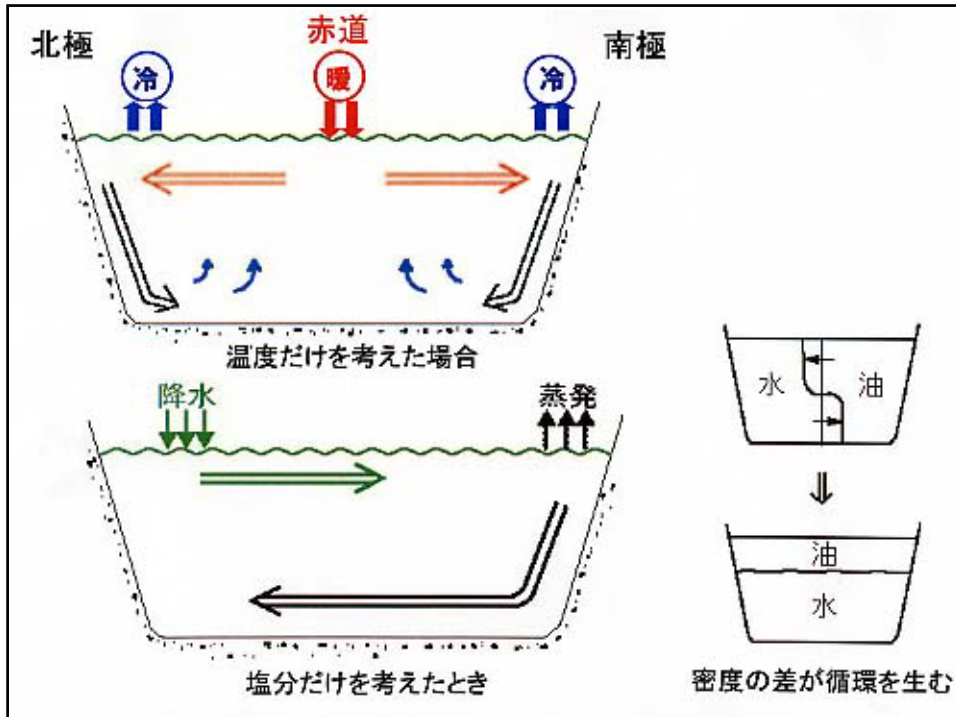 北極
赤道
南極
冷
暖
冷
温度だけを考えた場合
降水
蒸発
塩分だけを考えたとき
水
油
油
水
密度の差が循環を生む